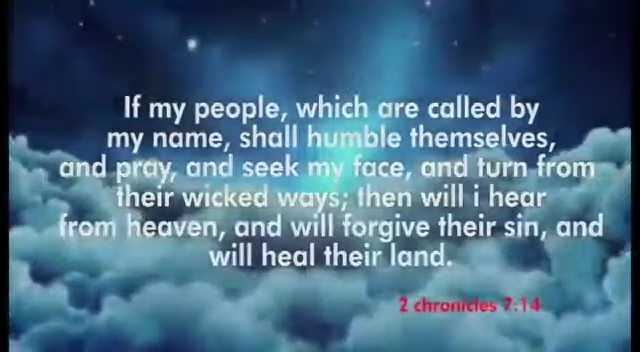 If my people, which are called by
my name, shall humble themselves,
and pray, and seek my face, and turn from
their wicked ways; then will i hear
from heaven, and will forgive their sin, and
will heal their land.
2 chronicles 7:14